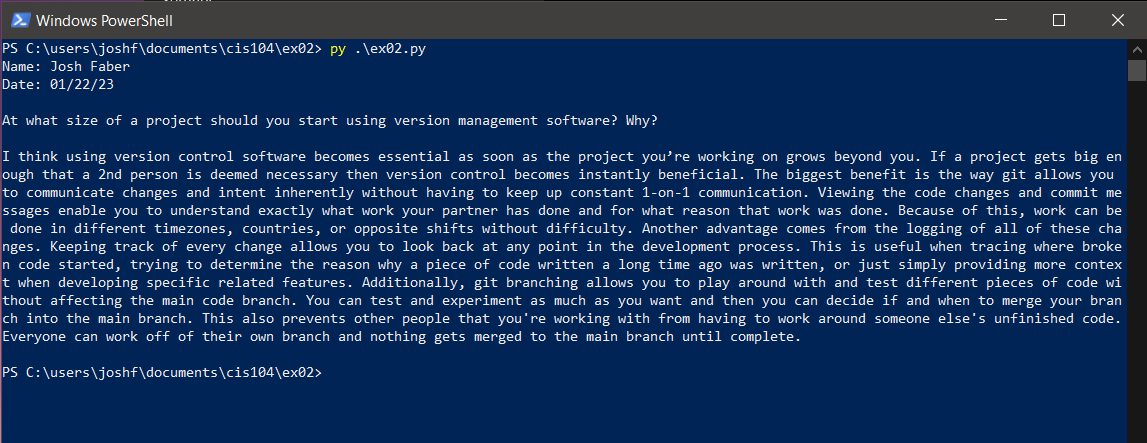 Windows PowerShell
PS C:\users\joshf\documents\cis104\ex02> py .\ex02.py
Name: Josh Faber
Date: 01/22/23
At what size of a project should you start using version management software? Why?
I think using version control software becomes essential as soon as the project you’re working on grows beyond you. If a project gets big en
ough that a 2nd person is deemed necessary then version control becomes instantly beneficial. The biggest benefit is the way git allows you
to communicate changes and intent inherently without having to keep up constant 1-on-1 communication. Viewing the code changes and commit me
ssages enable you to understand exactly what work your partner has done and for what reason that work was done. Because of this, work can be
done in different timezones, countries, or opposite shifts without difficulty. Another advantage comes from the logging of all of these cha
nges. Keeping track of every change allows you to look back at any point in the development process. This is useful when tracing where broke
n code started, trying to determine the reason why a piece of code written a long time ago was written, or just simply providing more contex
t when developing specific related features. Additionally, git branching allows you to play around with and test different pieces of code wi
thout affecting the main code branch. You can test and experiment as much as you want and then you can decide if and when to merge your bran
ch into the main branch. This also prevents other people that you're working with from having to work around someone else's unfinished code.
Everyone can work off of their own branch and nothing gets merged to the main branch until complete.
PS C:\users\joshf\documents\cis104\ex02>